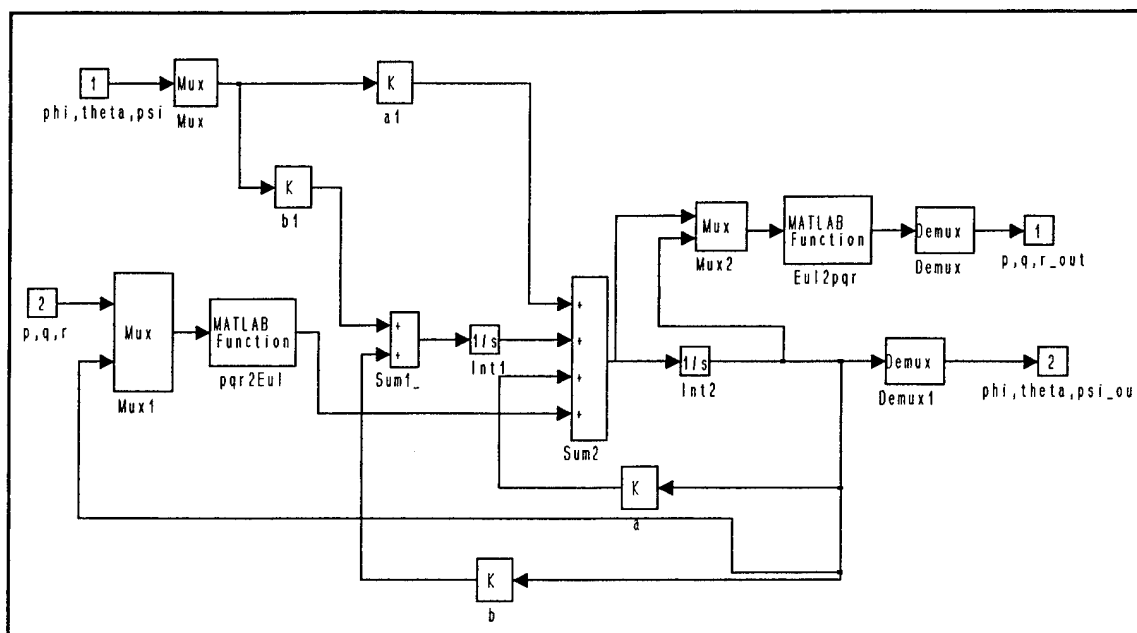 1
Mux
phi,theta,psi
Mux
K
a1
K
b1
Mux
Mux2
MATLAB
Function
Eul2pqr
Demux
Demux
1
p,q,r_out
2
p,q,r
Mux
Mux1
MATLAB
Function
pqr2Eul
+
+
Sum1_
1/s
Int1
+
+
+
+
Sum2
1/s
Int2
Demux
Demux1
2
phi,theta,psi_ou
K
a
K
b